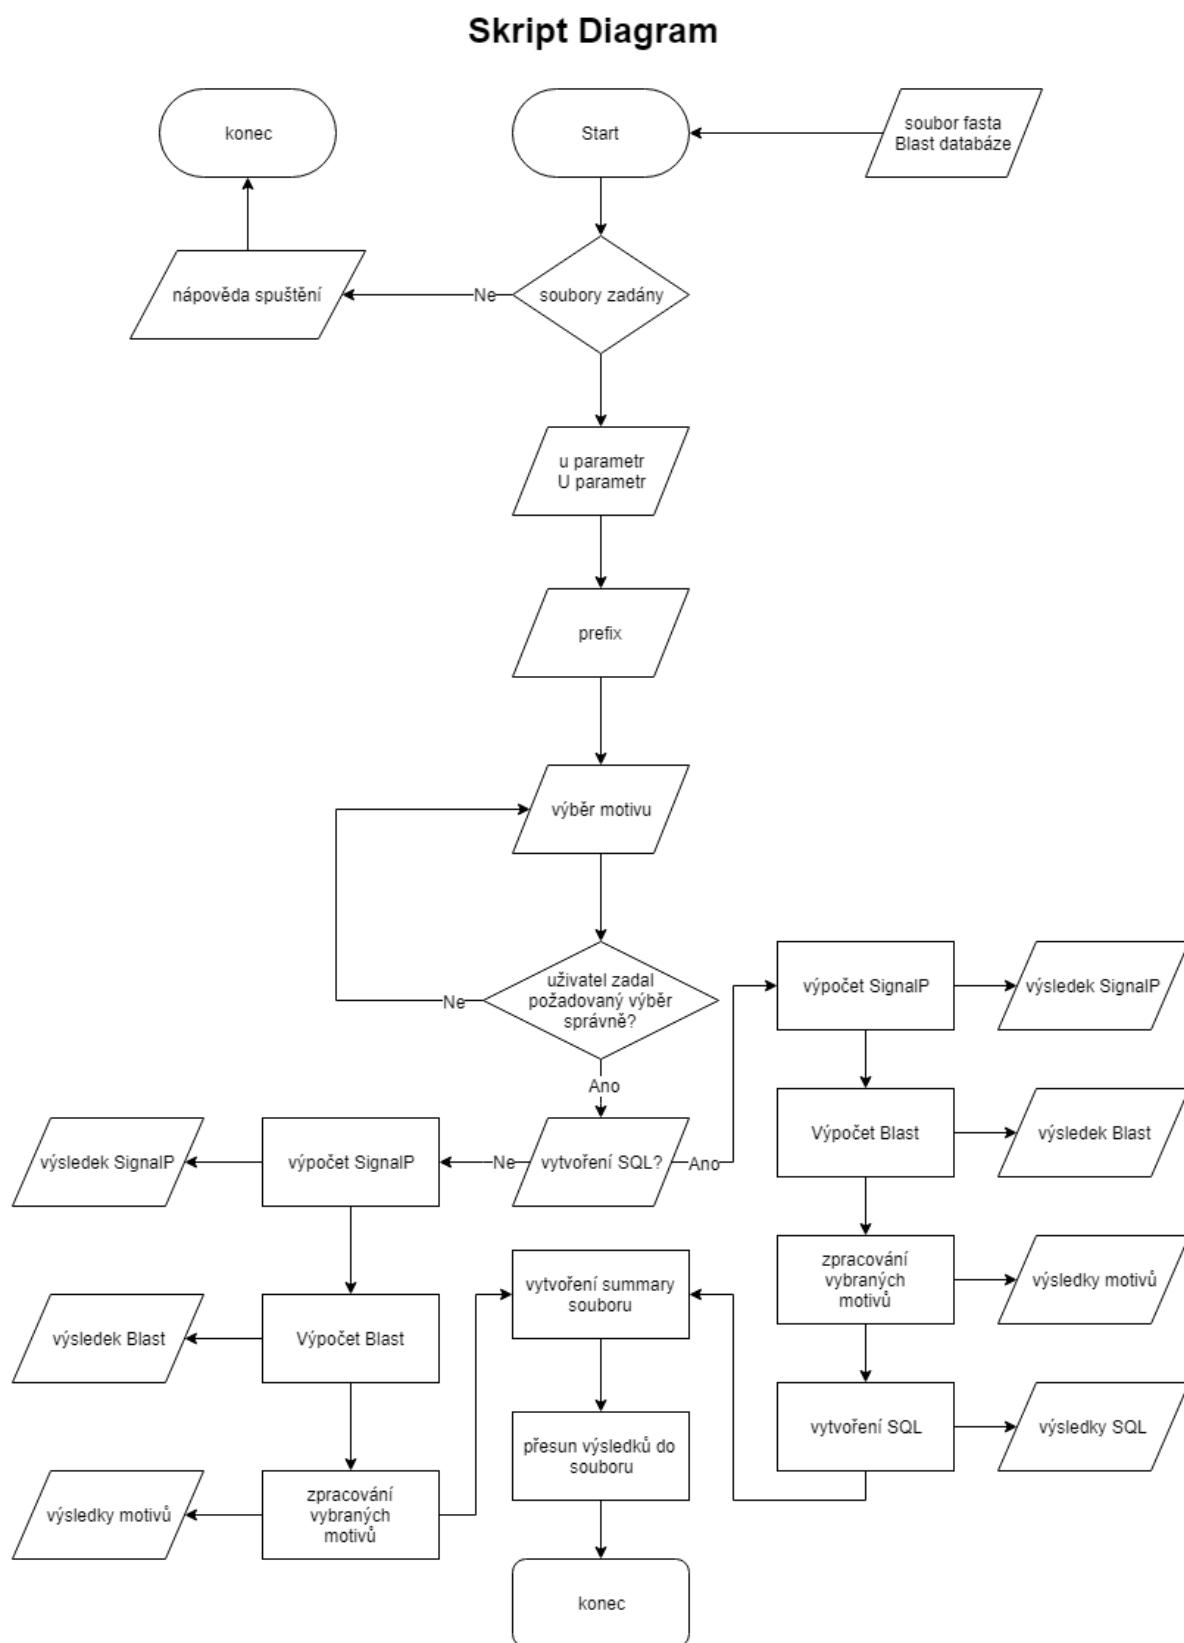 Skript Diagram
konec
Start
soubor fasta
Blast databáze
nápověda spuštění
Ne
soubory zadány
u parametr
U parametr
prefix
výběr motivu
uživatel zadal
požadovaný výběr
správně?
Ne
Ano
výpočet SignalP
výsledek SignalP
Výpočet Blast
výsledek Blast
výsledek SignalP
výpočet SignalP
Ne
vytvoření SQL?
Ano
zpracování
vybraných
motivů
výsledky motivů
vytvoření summary
souboru
výsledek Blast
Výpočet Blast
vytvoření SQL
výsledky SQL
přesun výsledků do
souboru
výsledky motivů
zpracování
vybraných
motivů
konec